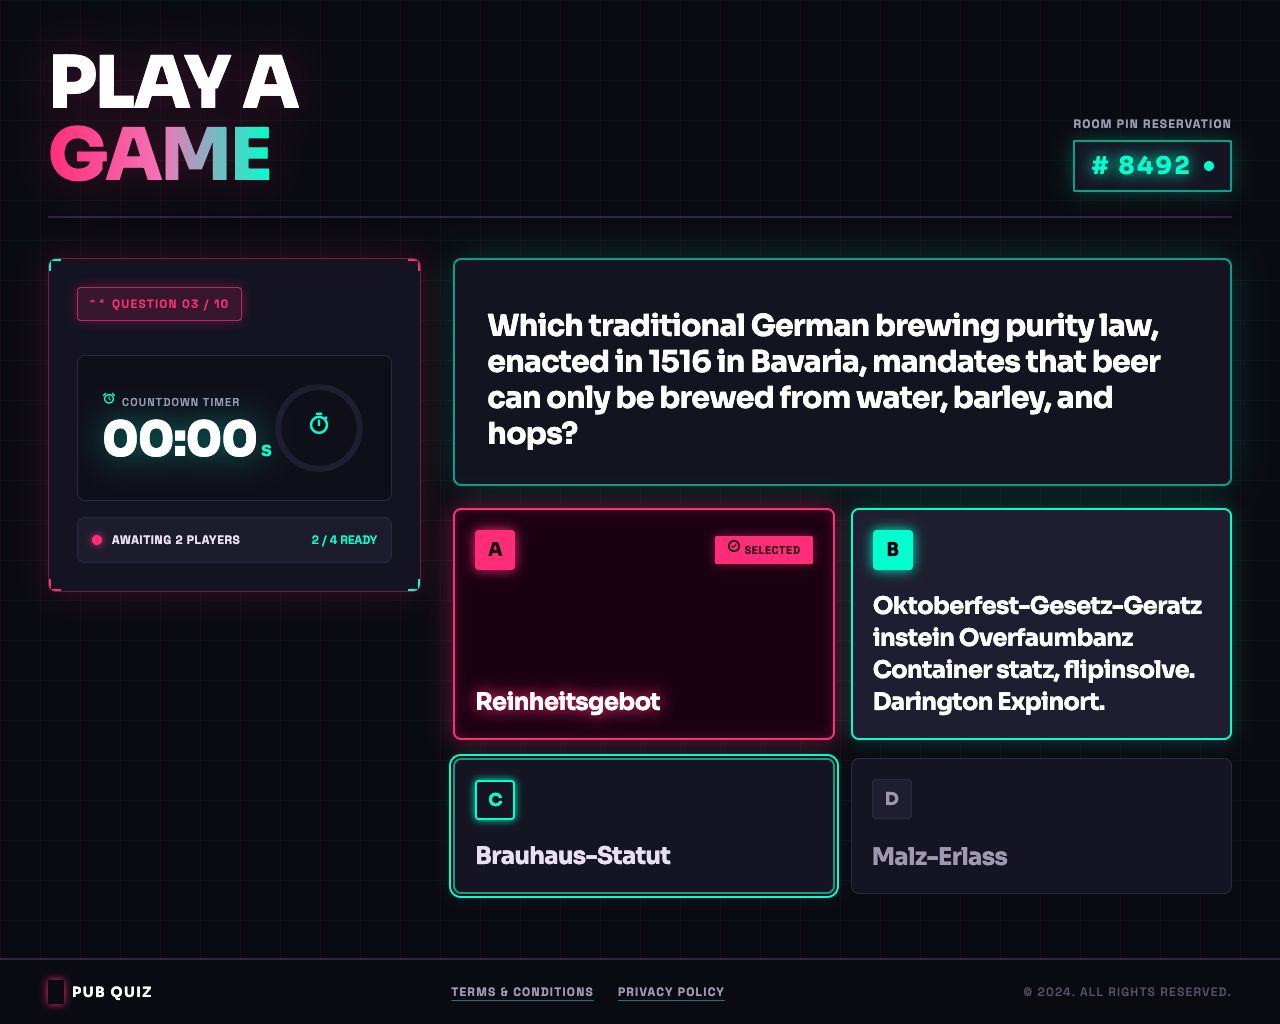 PLAY A
GAME
ROOM PIN RESERVATION
# 8492
QUESTION 03 / 10
COUNTDOWN TIMER
00:00 s
AWAITING 2 PLAYERS
2 / 4 READY
Which traditional German brewing purity law,
enacted in 1516 in Bavaria, mandates that beer
can only be brewed from water, barley, and
hops?
A
SELECTED
Reinheitsgebot
B
Oktoberfest-Gesetz-Geratz
instein Overfaumbanz
Container statz, flipinsolve.
Darington Expinort.
C
Brauhaus-Statut
D
Malz-Erlass
PUB QUIZ
TERMS & CONDITIONS
PRIVACY POLICY
© 2024. ALL RIGHTS RESERVED.